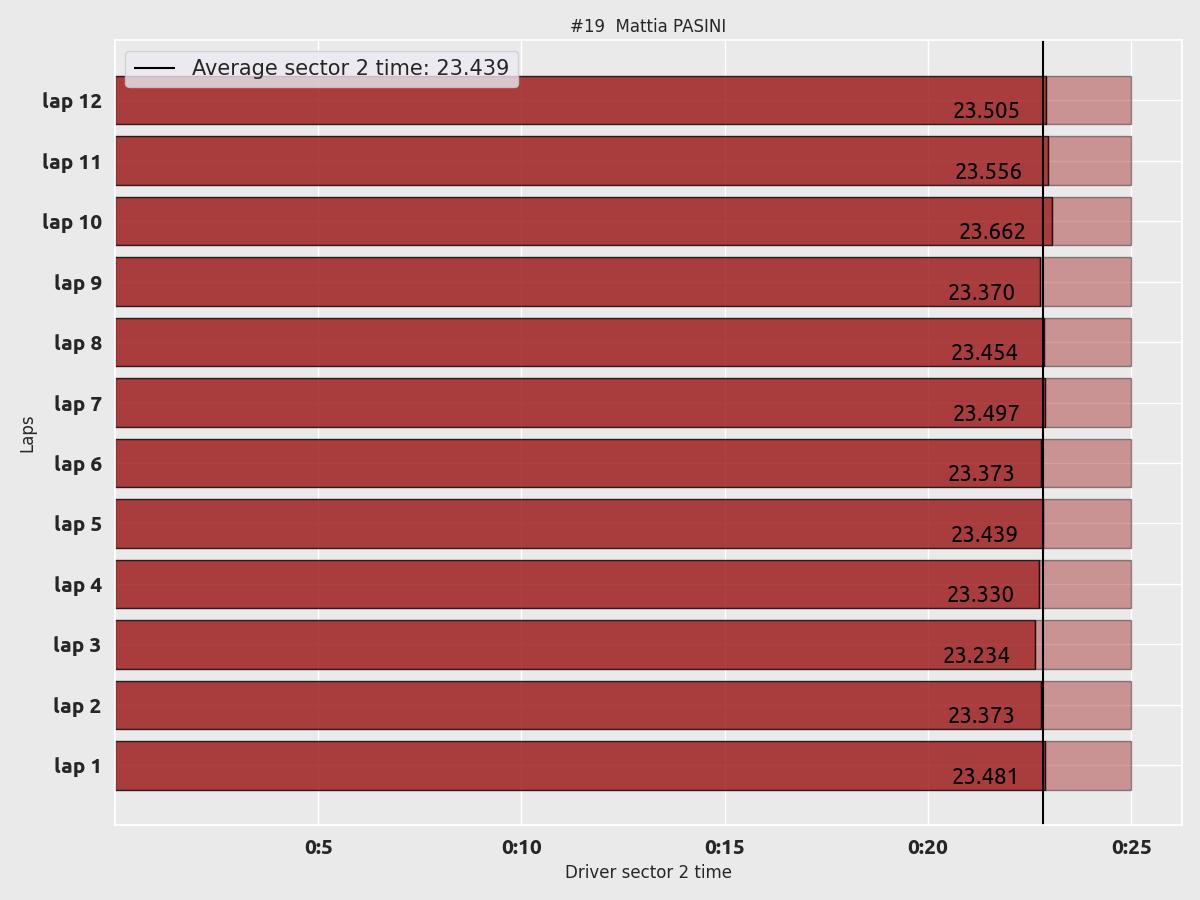 #19  Mattia PASINI
Average sector 2 time: 23.439
lap 12
23.505
lap 11
23.556
lap 10
23.662
lap 9
23.370
lap 8
23.454
lap 7
23.497
lap 6
23.373
lap 5
23.439
lap 4
23.330
lap 3
23.234
lap 2
23.373
lap 1
23.481
Laps
0:5
0:10
0:15
0:20
0:25
Driver sector 2 time